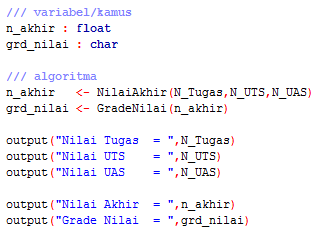 /// variabel/kamus
n_akhir : float
grd_nilai : char
/// algoritma
n_akhir   <- NilaiAkhir(N_Tugas,N_UTS,N_UAS)
grd_nilai <- GradeNilai(n_akhir)
output("Nilai Tugas  = ",N_Tugas)
output("Nilai UTS    = ",N_UTS)
output("Nilai UAS    = ",N_UAS)
output("Nilai Akhir  = ",n_akhir)
output("Grade Nilai  = ",grd_nilai)